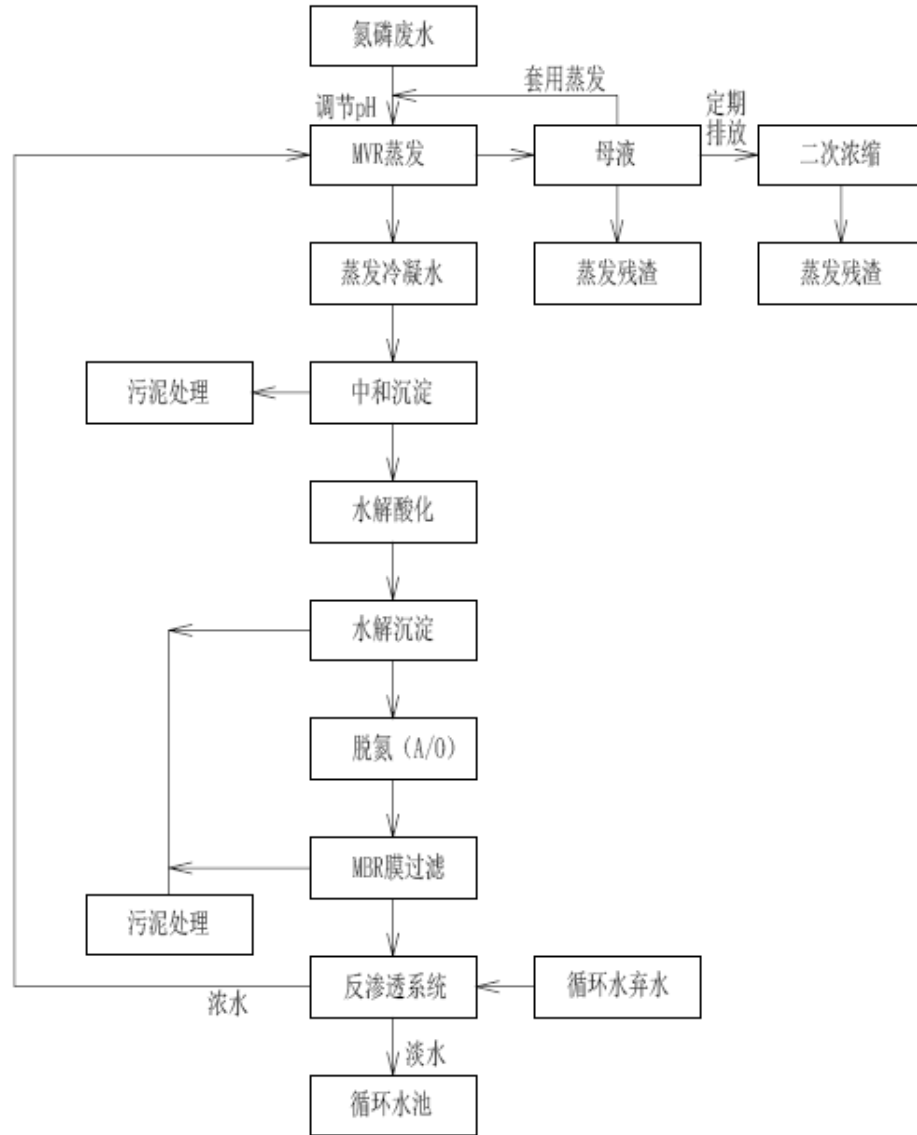 氮磷废水
套用蒸发
定期
排放
调节pH
MVR蒸发
母液
二次浓缩
蒸发冷凝水
蒸发残渣
蒸发残渣
污泥处理
中和沉淀
水解酸化
水解沉淀
脱氮（A/O）
MBR膜过滤
污泥处理
反渗透系统
循环水弃水
浓水
淡水
循环水池